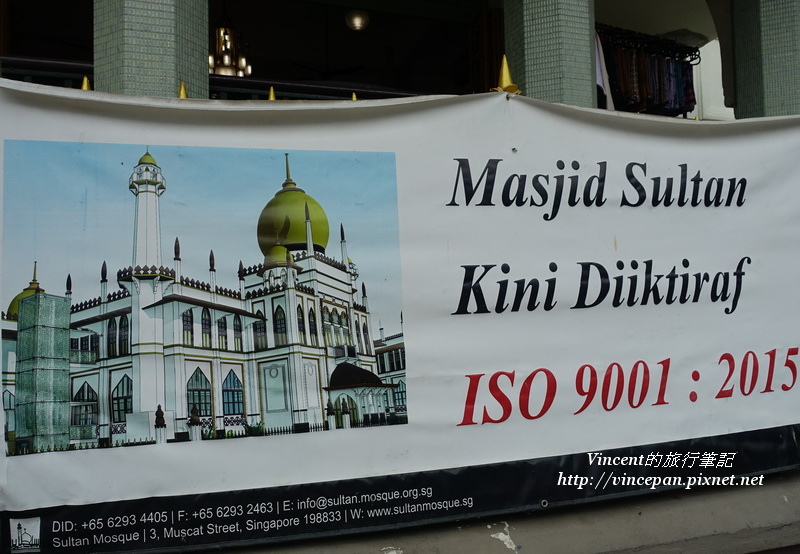 Masjid Sultan
Kini Diiktiraf
ISO 9001 : 2015
Vincent的旅行筆記
http://vincepan.pixnet.net
DID: +65 6293 4405 | F: +65 6293 2463 | E: info@sultan.mosque.org.sg
Sultan Mosque | 3, Muscat Street, Singapore 198833 | W: www.sultanmosque.sg